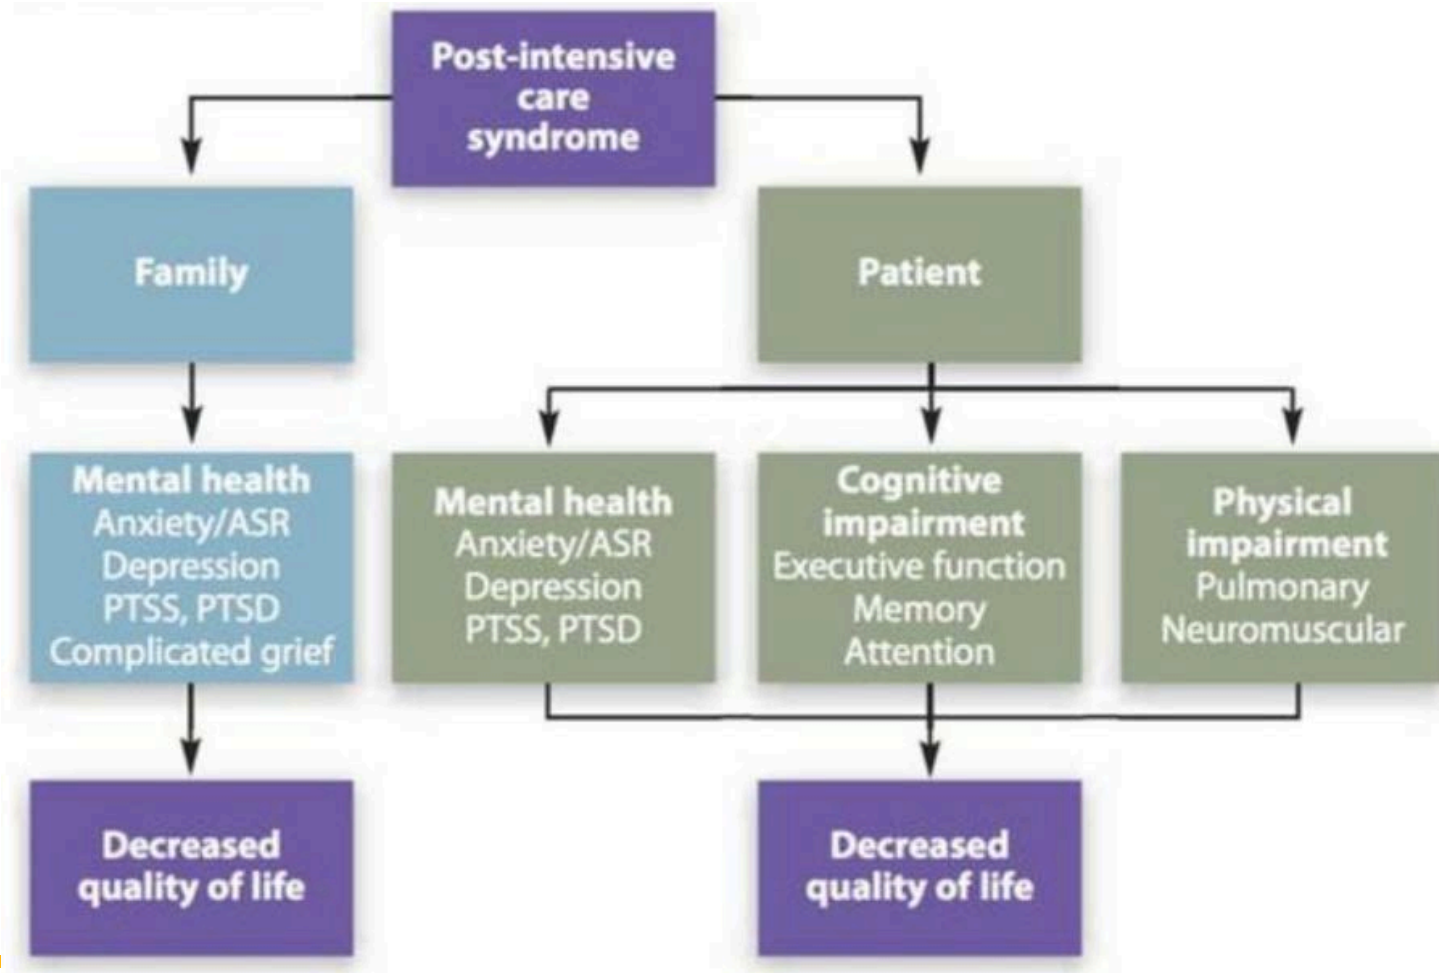 Post-intensive
care
syndrome
Family
Patient
Mental health
Anxiety/ASR
Depression
PTSS, PTSD
Complicated grief
Mental health
Anxiety/ASR
Depression
PTSS, PTSD
Cognitive
impairment
Executive function
Memory
Attention
Physical
impairment
Pulmonary
Neuromuscular
Decreased
quality of life
Decreased
quality of life